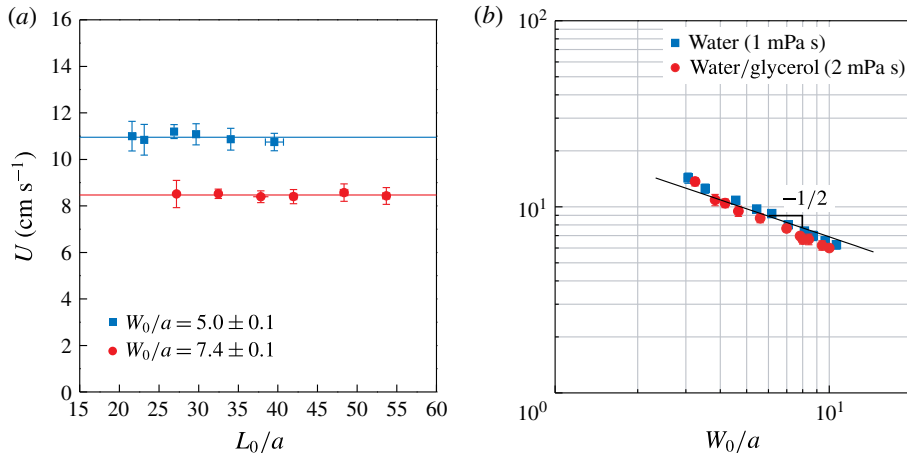 (a)
16
14
12
10
8
6
4
2
0
U (cm s⁻¹)
W₀/a = 5.0 ± 0.1
W₀/a = 7.4 ± 0.1
15 20 25 30 35 40 45 50 55 60
L₀/a
(b)
10²
10¹
10⁰
Water (1 mPa s)
Water/glycerol (2 mPa s)
−1/2
10⁰ 10¹
W₀/a